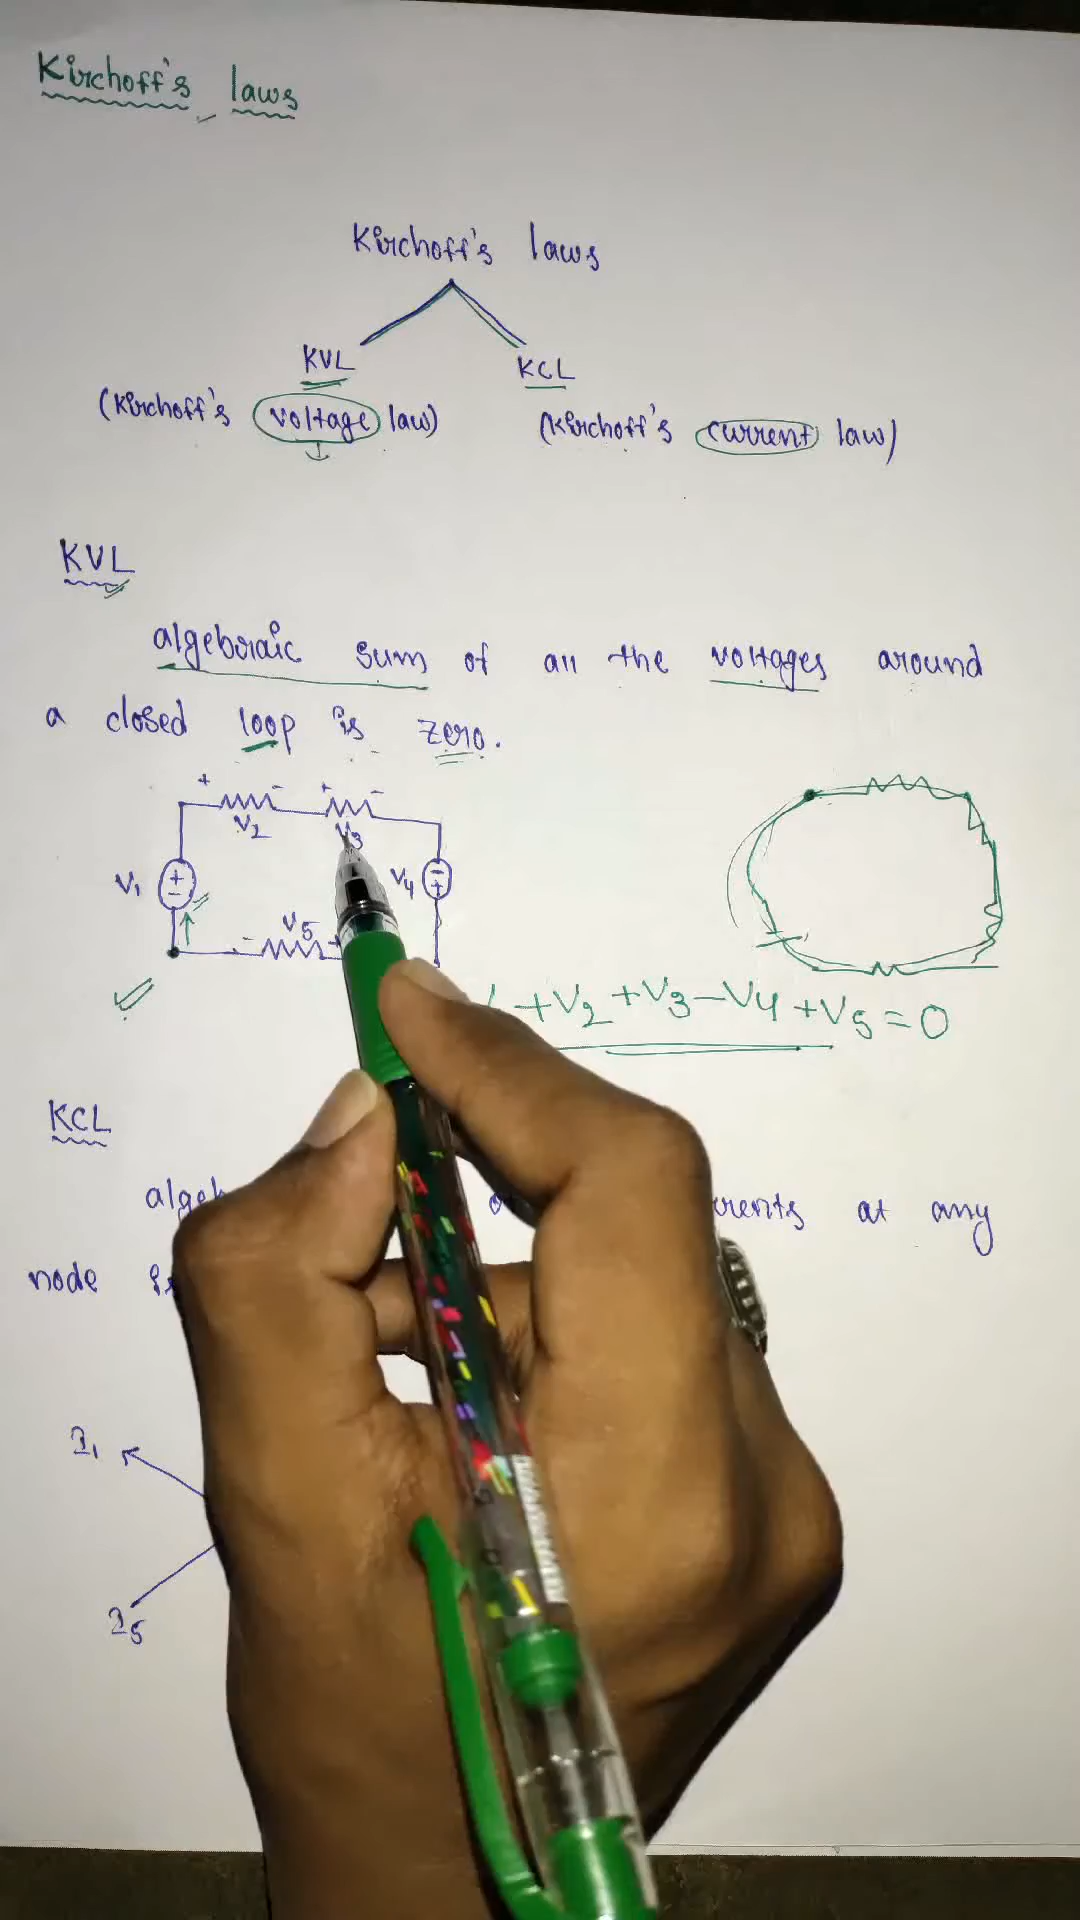 Kirchoff's laws
Kirchoff's laws
KVL
KCL
(Kirchoff's voltage law)
(Kirchoff's current law)
KVL
algebraic sum of all the voltages around
a closed loop is zero.
+ - + -
V2 V3
V1 + - V4 - +
V5
- +
+V2 +V3 -V4 +V5 = 0
KCL
at any
node
I1
I5